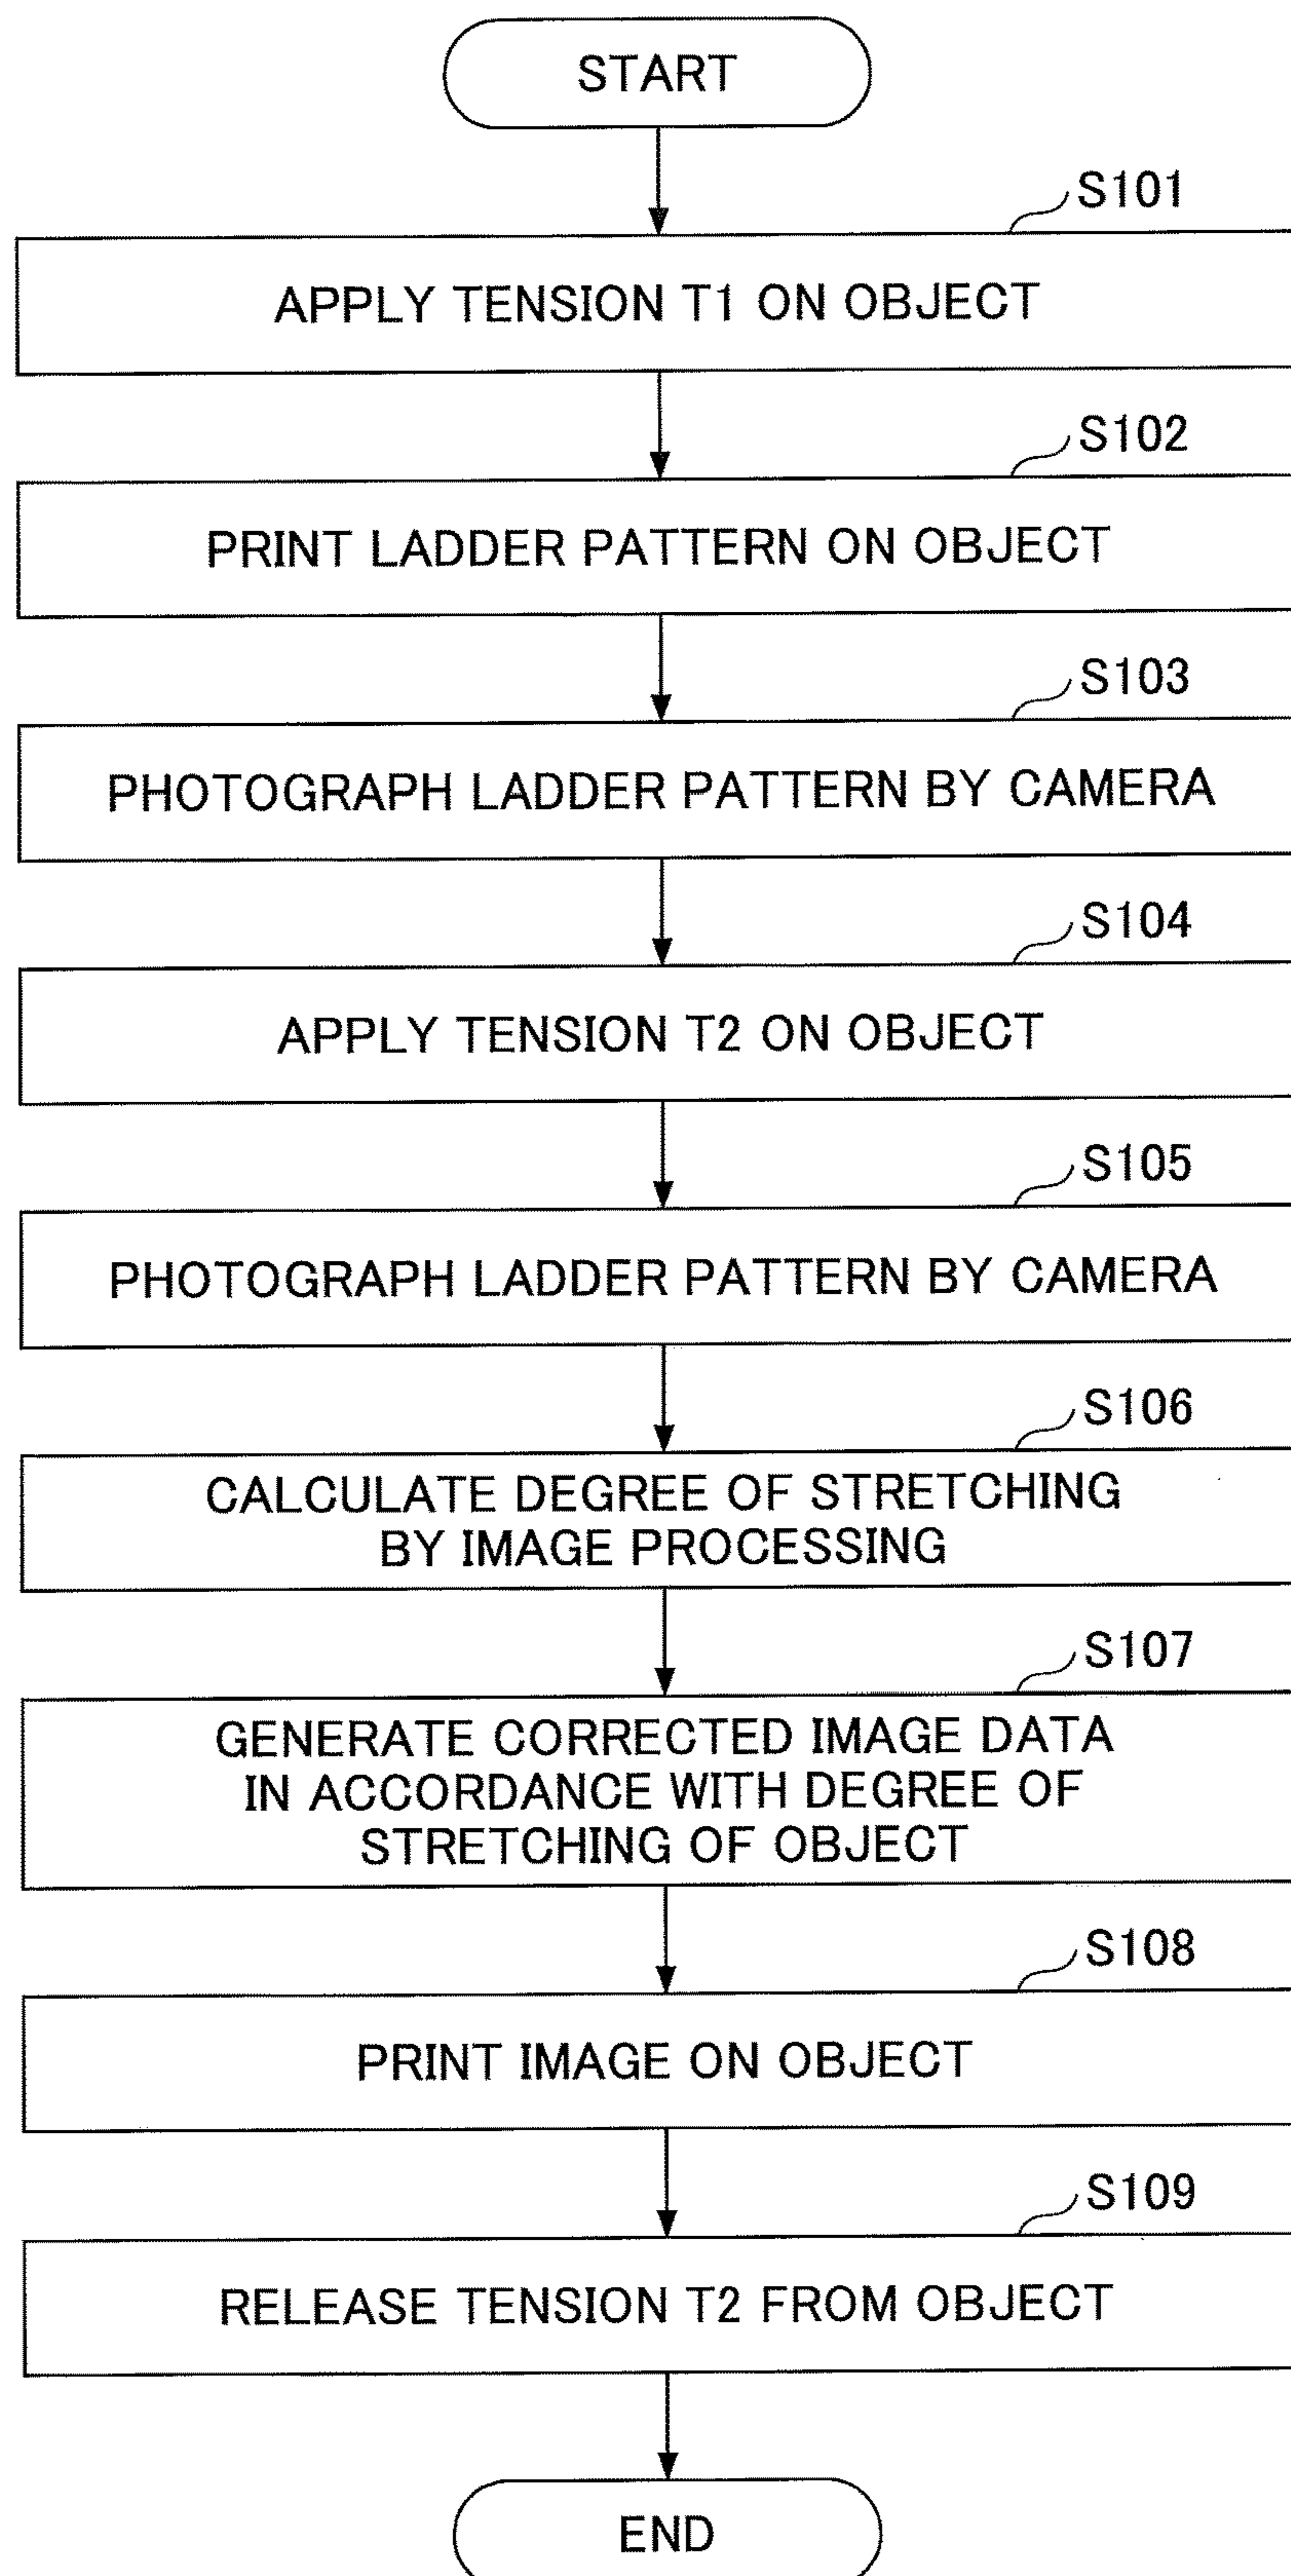 START
S101
APPLY TENSION T1 ON OBJECT
S102
PRINT LADDER PATTERN ON OBJECT
S103
PHOTOGRAPH LADDER PATTERN BY CAMERA
S104
APPLY TENSION T2 ON OBJECT
S105
PHOTOGRAPH LADDER PATTERN BY CAMERA
S106
CALCULATE DEGREE OF STRETCHING
BY IMAGE PROCESSING
S107
GENERATE CORRECTED IMAGE DATA
IN ACCORDANCE WITH DEGREE OF
STRETCHING OF OBJECT
S108
PRINT IMAGE ON OBJECT
S109
RELEASE TENSION T2 FROM OBJECT
END